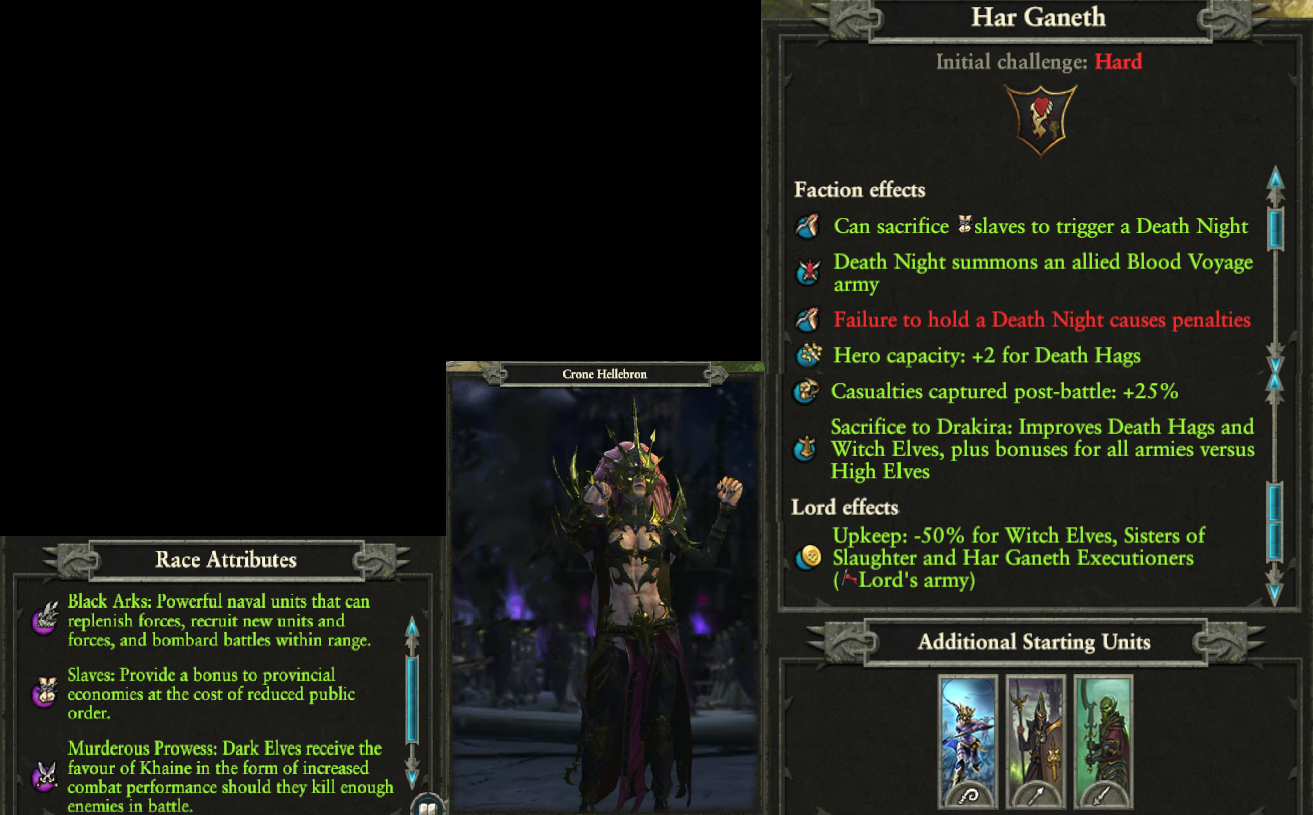 Har Ganeth
Initial challenge: Hard
Faction effects
Can sacrifice slaves to trigger a Death Night
Death Night summons an allied Blood Voyage
army
Failure to hold a Death Night causes penalties
Hero capacity: +2 for Death Hags
Casualties captured post-battle: +25%
Sacrifice to Drakira: Improves Death Hags and
Witch Elves, plus bonuses for all armies versus
High Elves
Lord effects
Upkeep: -50% for Witch Elves, Sisters of
Slaughter and Har Ganeth Executioners
(Lord's army)
Additional Starting Units
Crone Hellebron
Race Attributes
Black Arks: Powerful naval units that can
replenish forces, recruit new units and
forces, and bombard battles within range.
Slaves: Provide a bonus to provincial
economies at the cost of reduced public
order.
Murderous Prowess: Dark Elves receive the
favour of Khaine in the form of increased
combat performance should they kill enough
enemies in battle.